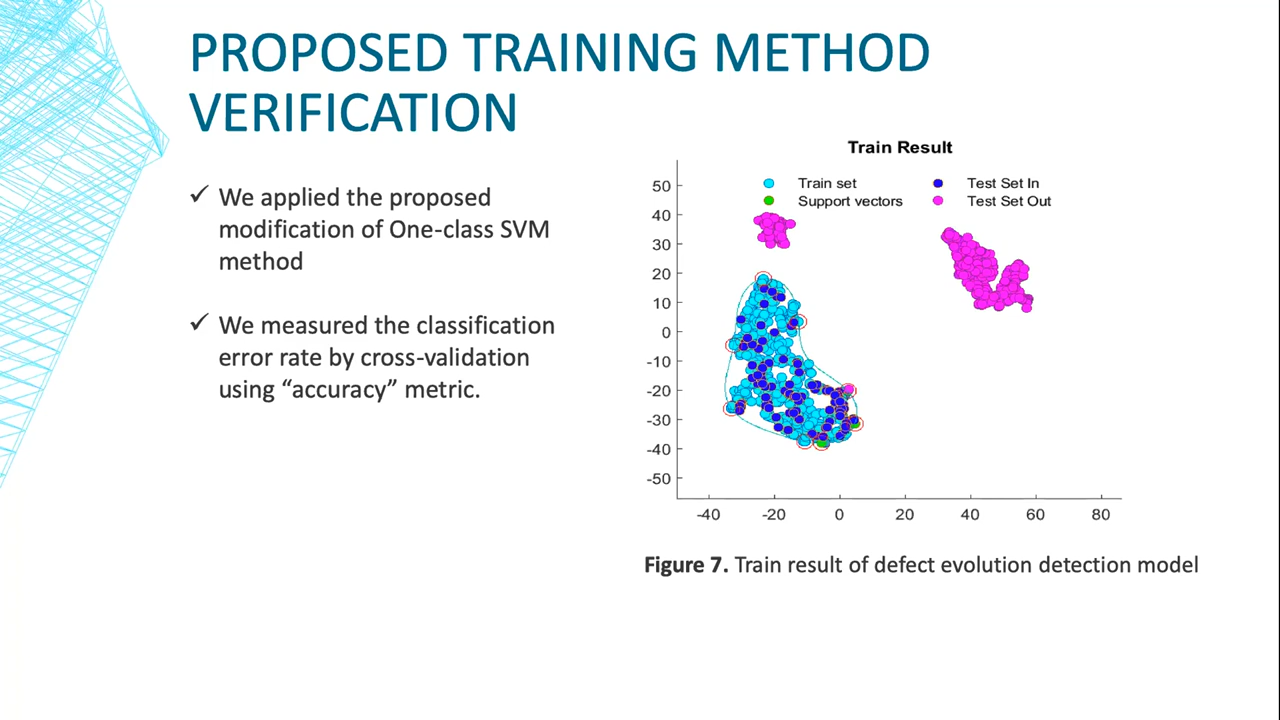 PROPOSED TRAINING METHOD
VERIFICATION
✓ We applied the proposed
modification of One-class SVM
method
✓ We measured the classification
error rate by cross-validation
using “accuracy” metric.
Train Result
Train set
Test Set In
Support vectors
Test Set Out
50
40
30
20
10
0
-10
-20
-30
-40
-50
-40 -20 0 20 40 60 80
Figure 7. Train result of defect evolution detection model